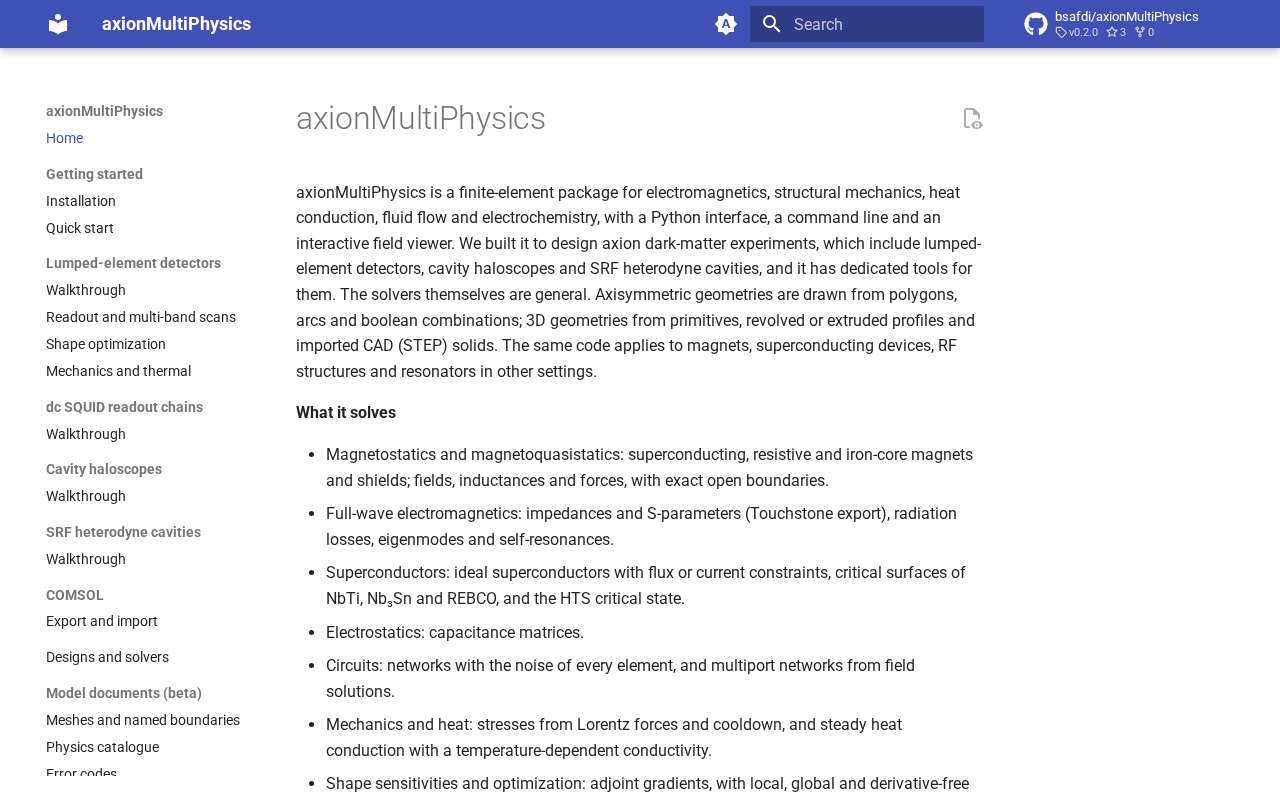 axionMultiPhysics
A
Search
bsafdi/axionMultiPhysics
v0.2.0 3 0
axionMultiPhysics
Home
Getting started
Installation
Quick start
Lumped-element detectors
Walkthrough
Readout and multi-band scans
Shape optimization
Mechanics and thermal
dc SQUID readout chains
Walkthrough
Cavity haloscopes
Walkthrough
SRF heterodyne cavities
Walkthrough
COMSOL
Export and import
Designs and solvers
Model documents (beta)
Meshes and named boundaries
Physics catalogue
Error codes
axionMultiPhysics
axionMultiPhysics is a finite-element package for electromagnetics, structural mechanics, heat
conduction, fluid flow and electrochemistry, with a Python interface, a command line and an
interactive field viewer. We built it to design axion dark-matter experiments, which include lumped-
element detectors, cavity haloscopes and SRF heterodyne cavities, and it has dedicated tools for
them. The solvers themselves are general. Axisymmetric geometries are drawn from polygons,
arcs and boolean combinations; 3D geometries from primitives, revolved or extruded profiles and
imported CAD (STEP) solids. The same code applies to magnets, superconducting devices, RF
structures and resonators in other settings.
What it solves
• Magnetostatics and magnetoquasistatics: superconducting, resistive and iron-core magnets
and shields; fields, inductances and forces, with exact open boundaries.
• Full-wave electromagnetics: impedances and S-parameters (Touchstone export), radiation
losses, eigenmodes and self-resonances.
• Superconductors: ideal superconductors with flux or current constraints, critical surfaces of
NbTi, Nb₃Sn and REBCO, and the HTS critical state.
• Electrostatics: capacitance matrices.
• Circuits: networks with the noise of every element, and multiport networks from field
solutions.
• Mechanics and heat: stresses from Lorentz forces and cooldown, and steady heat
conduction with a temperature-dependent conductivity.
• Shape sensitivities and optimization: adjoint gradients, with local, global and derivative-free